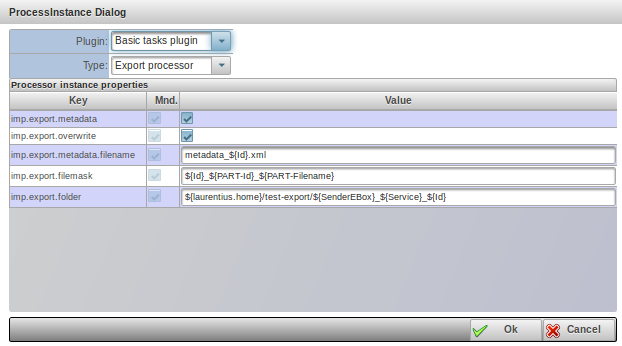 ProcessInstance Dialog
Plugin: Basic tasks plugin
Type: Export processor
Processor instance properties
Key Mnd. Value
imp.export.metadata
imp.export.overwrite
imp.export.metadata.filename metadata_${Id}.xml
imp.export.filemask ${Id}_${PART-Id}_${PART-Filename}
imp.export.folder ${laurentius.home}/test-export/${SenderEBox}_${Service}_${Id}
Ok Cancel